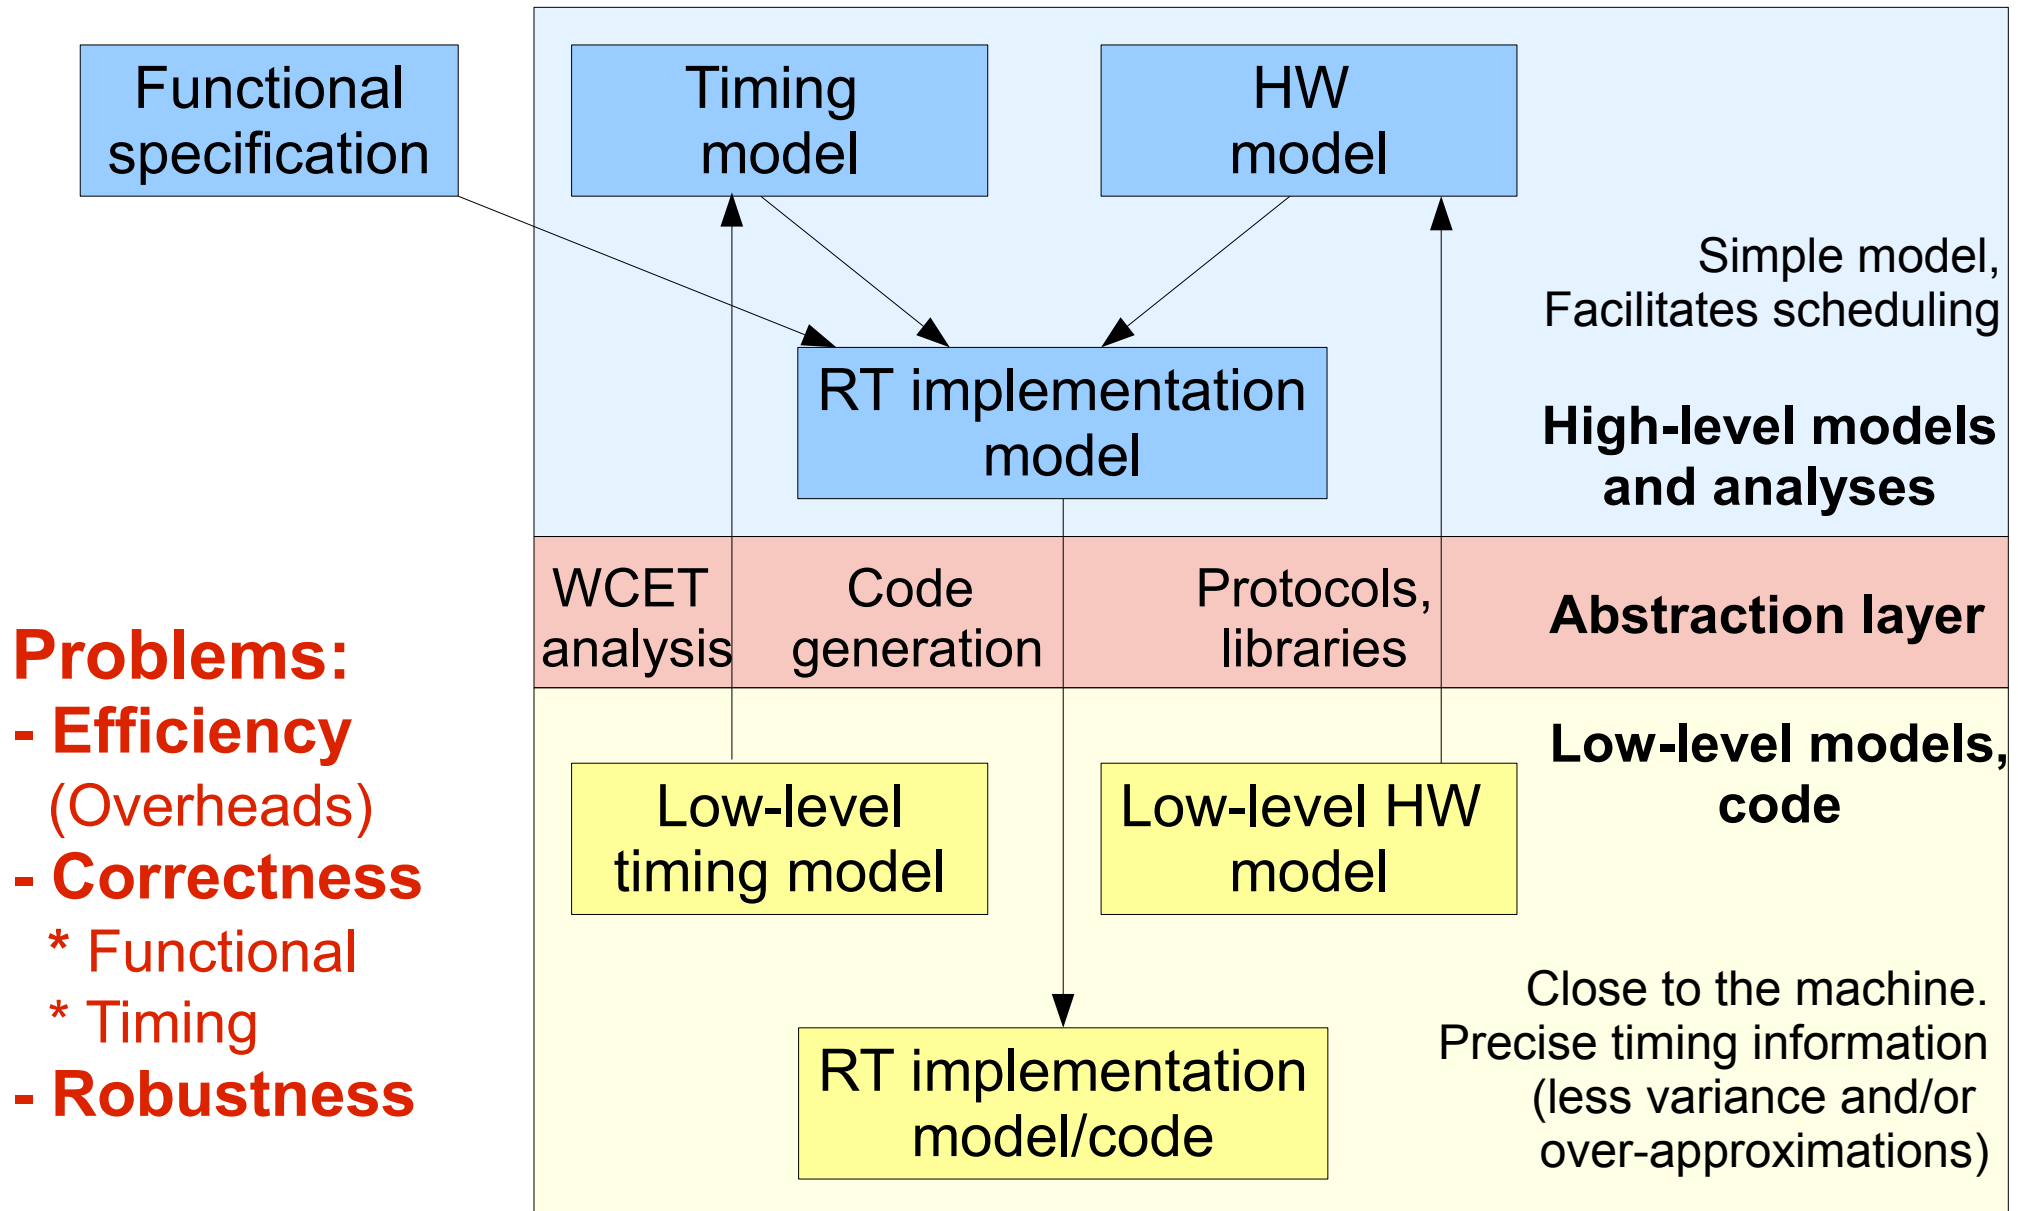 Functional
specification
Timing
model
HW
model
Simple model,
Facilitates scheduling
RT implementation
model
High-level models
and analyses
WCET
analysis
Code
generation
Protocols,
libraries
Abstraction layer
Problems:
- Efficiency
(Overheads)
- Correctness
* Functional
* Timing
- Robustness
Low-level models,
code
Low-level
timing model
Low-level HW
model
Close to the machine.
Precise timing information
(less variance and/or
over-approximations)
RT implementation
model/code